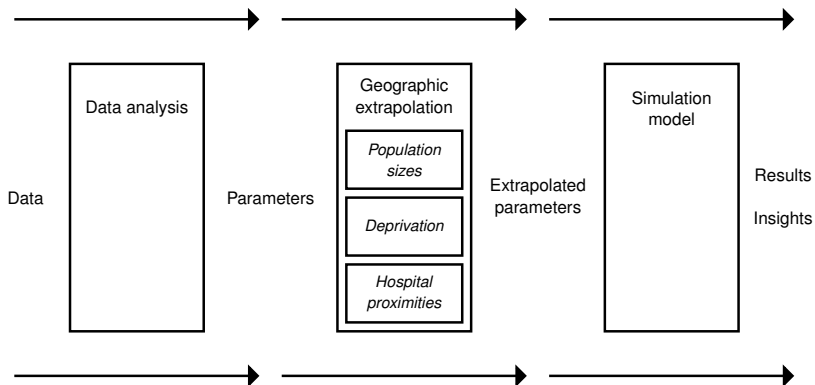 Data
Data analysis
Parameters
Geographic
extrapolation
Population
sizes
Deprivation
Hospital
proximities
Extrapolated
parameters
Simulation
model
Results
Insights